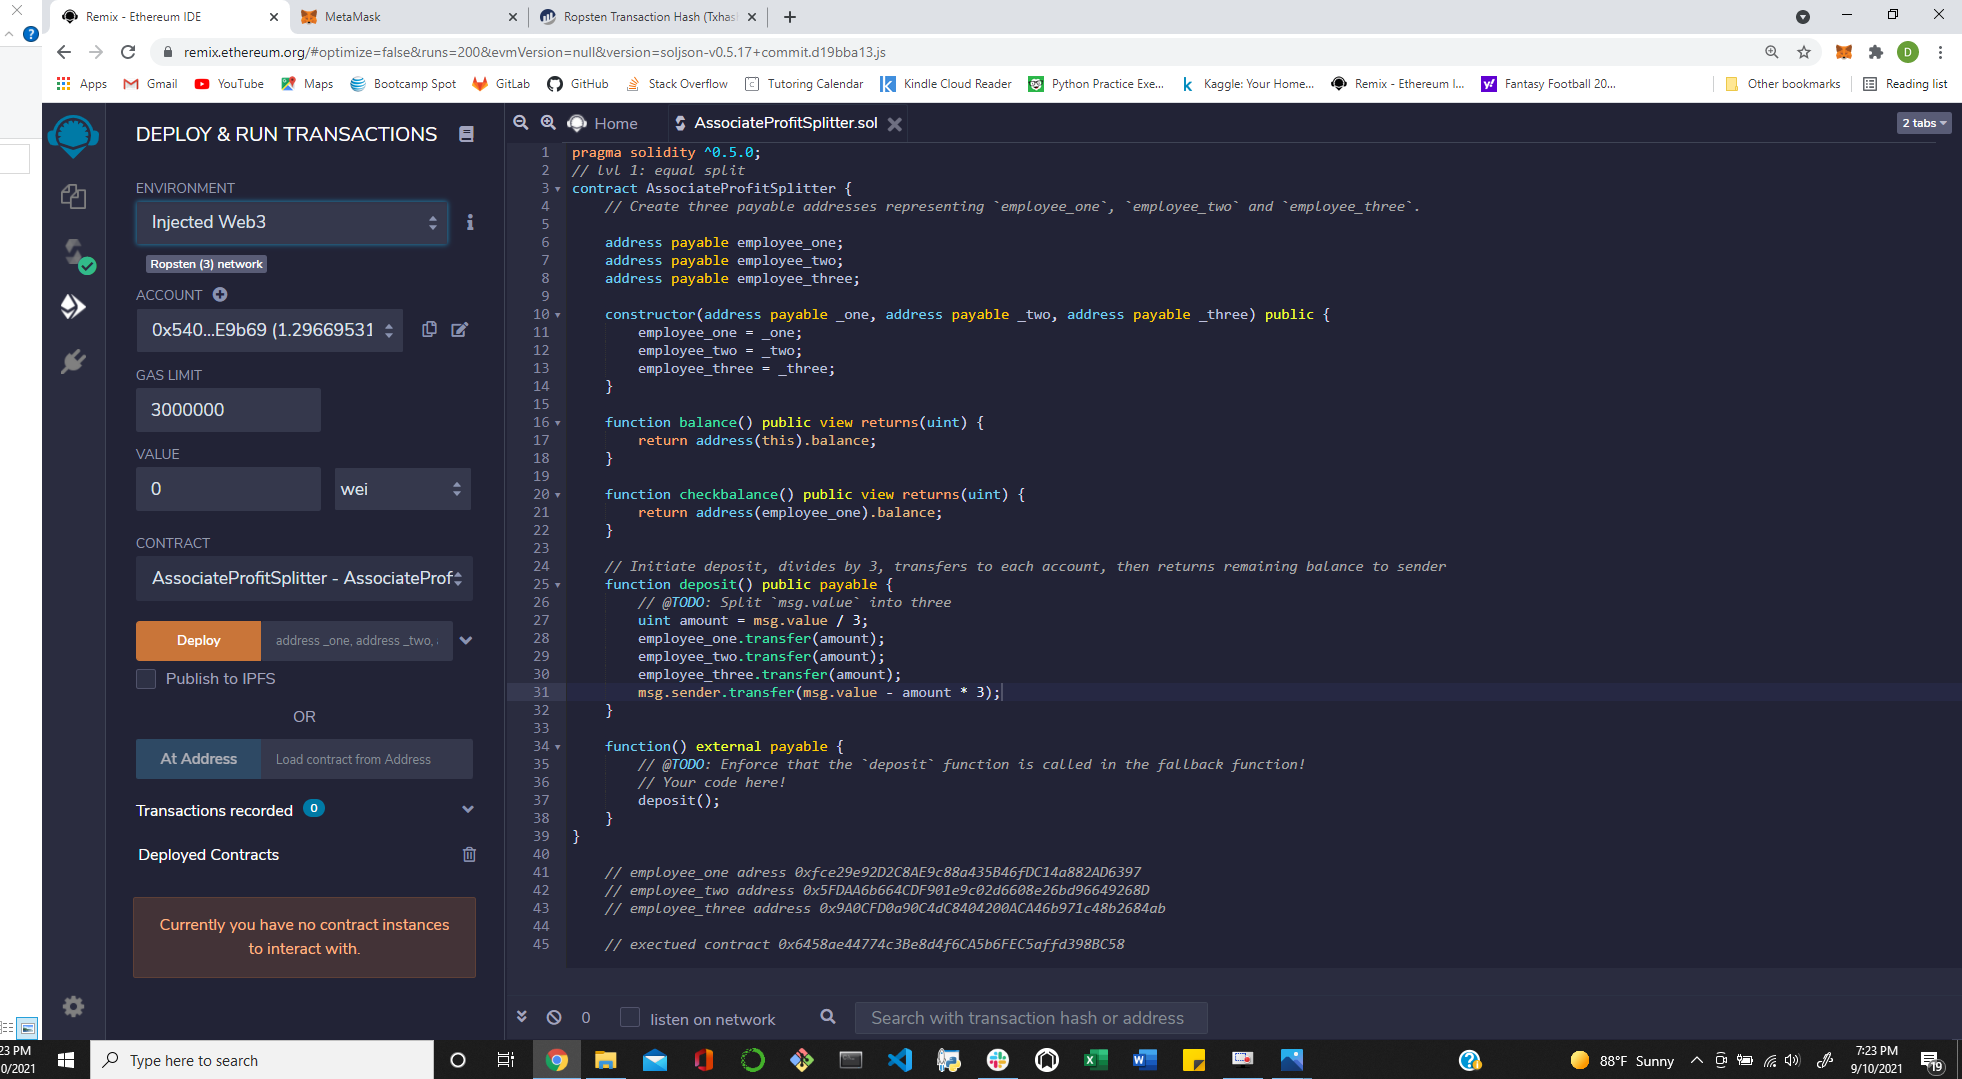 Remix - Ethereum IDE
MetaMask
Ropsten Transaction Hash (Txhas
remix.ethereum.org/#optimize=false&runs=200&evmVersion=null&version=soljson-v0.5.17+commit.d19bba13.js
D
Apps
Gmail
YouTube
Maps
Bootcamp Spot
GitLab
GitHub
Stack Overflow
Tutoring Calendar
Kindle Cloud Reader
Python Practice Exe...
Kaggle: Your Home...
Remix - Ethereum I...
Fantasy Football 20...
Other bookmarks
Reading list
DEPLOY & RUN TRANSACTIONS
ENVIRONMENT
Injected Web3
Ropsten (3) network
ACCOUNT
0x540...E9b69 (1.29669531
GAS LIMIT
3000000
VALUE
0
wei
CONTRACT
AssociateProfitSplitter - AssociateProf
Deploy
address _one, address _two,
Publish to IPFS
OR
At Address
Load contract from Address
Transactions recorded 0
Deployed Contracts
Currently you have no contract instances
to interact with.
Home
AssociateProfitSplitter.sol
2 tabs
1 pragma solidity ^0.5.0;
2 // lvl 1: equal split
3 contract AssociateProfitSplitter {
4 // Create three payable addresses representing `employee_one`, `employee_two` and `employee_three`.
5
6 address payable employee_one;
7 address payable employee_two;
8 address payable employee_three;
9
10 constructor(address payable _one, address payable _two, address payable _three) public {
11 employee_one = _one;
12 employee_two = _two;
13 employee_three = _three;
14 }
15
16 function balance() public view returns(uint) {
17 return address(this).balance;
18 }
19
20 function checkbalance() public view returns(uint) {
21 return address(employee_one).balance;
22 }
23
24 // Initiate deposit, divides by 3, transfers to each account, then returns remaining balance to sender
25 function deposit() public payable {
26 // @TODO: Split `msg.value` into three
27 uint amount = msg.value / 3;
28 employee_one.transfer(amount);
29 employee_two.transfer(amount);
30 employee_three.transfer(amount);
31 msg.sender.transfer(msg.value - amount * 3);
32 }
33
34 function() external payable {
35 // @TODO: Enforce that the `deposit` function is called in the fallback function!
36 // Your code here!
37 deposit();
38 }
39 }
40
41 // employee_one adress 0xfce29e92D2C8AE9c88a435B46fDC14a882AD6397
42 // employee_two address 0x5FDAA6b664CDF901e9c02d6608e26bd96649268D
43 // employee_three address 0x9A0CFD0a90C4dC8404200ACA46b971c48b2684ab
44
45 // exectued contract 0x6458ae44774c3Be8d4f6CA5b6FEC5affd398BC58
0
listen on network
Search with transaction hash or address
23 PM
0/2021
Type here to search
88°F Sunny
7:23 PM
9/10/2021
19